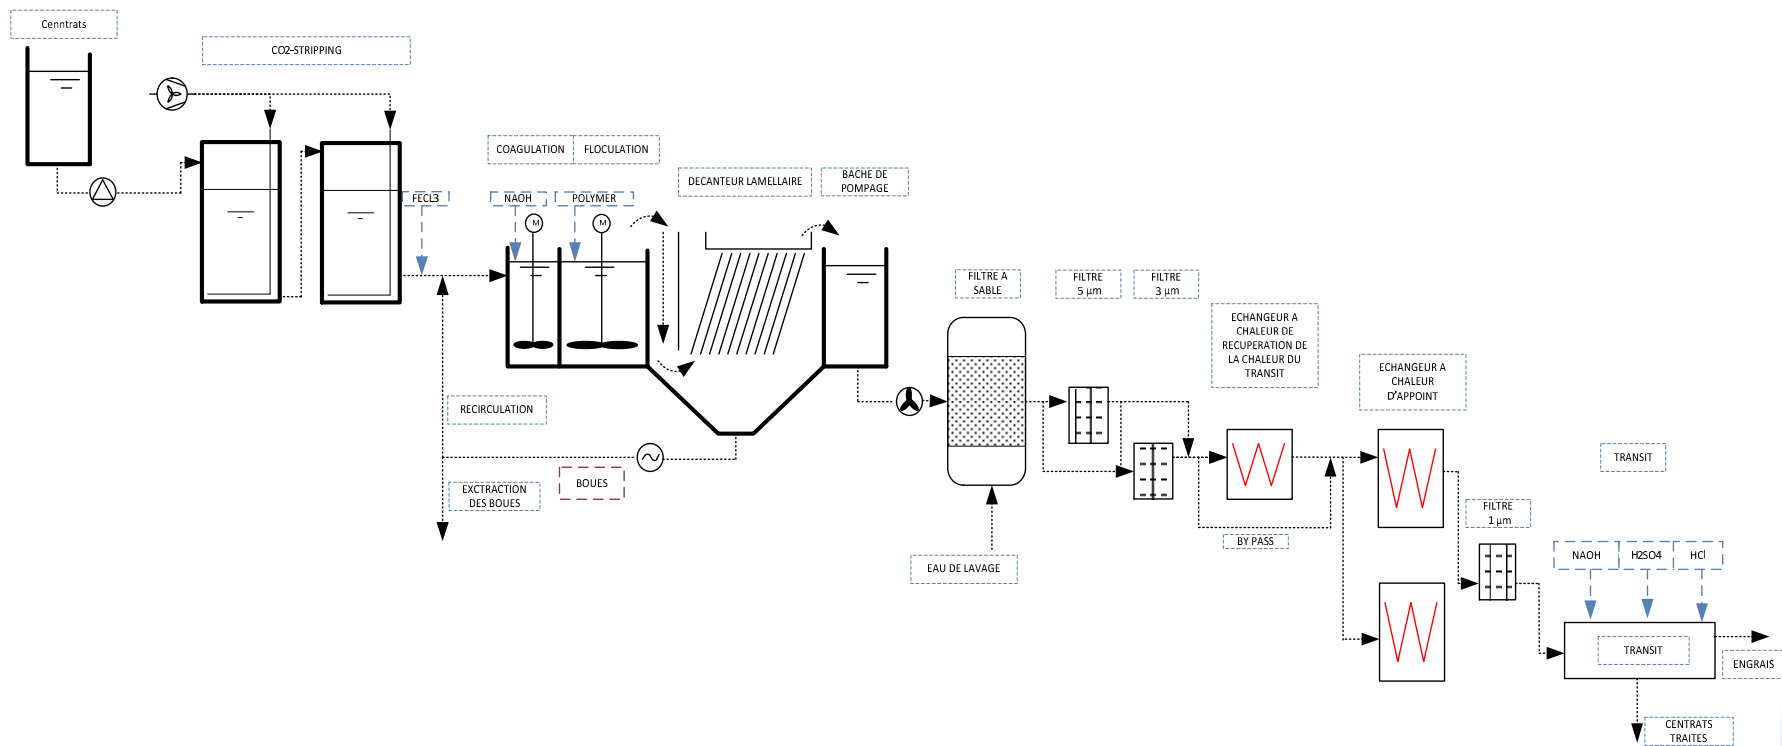 Cenntrats
CO2-STRIPPING
COAGULATION
FLOCULATION
DECANTEUR LAMELLAIRE
BACHE DE
POMPAGE
FECL3
NAOH
POLYMER
M
M
FILTRE A
SABLE
FILTRE
5 µm
FILTRE
3 µm
ECHANGEUR A
CHALEUR DE
RECUPERATION DE
LA CHALEUR DU
TRANSIT
ECHANGEUR A
CHALEUR
D'APPOINT
RECIRCULATION
TRANSIT
BOUES
EXCTRACTION
DES BOUES
FILTRE
1 µm
BY PASS
NAOH
H2SO4
HCl
EAU DE LAVAGE
TRANSIT
ENGRAIS
CENTRATS
TRAITES